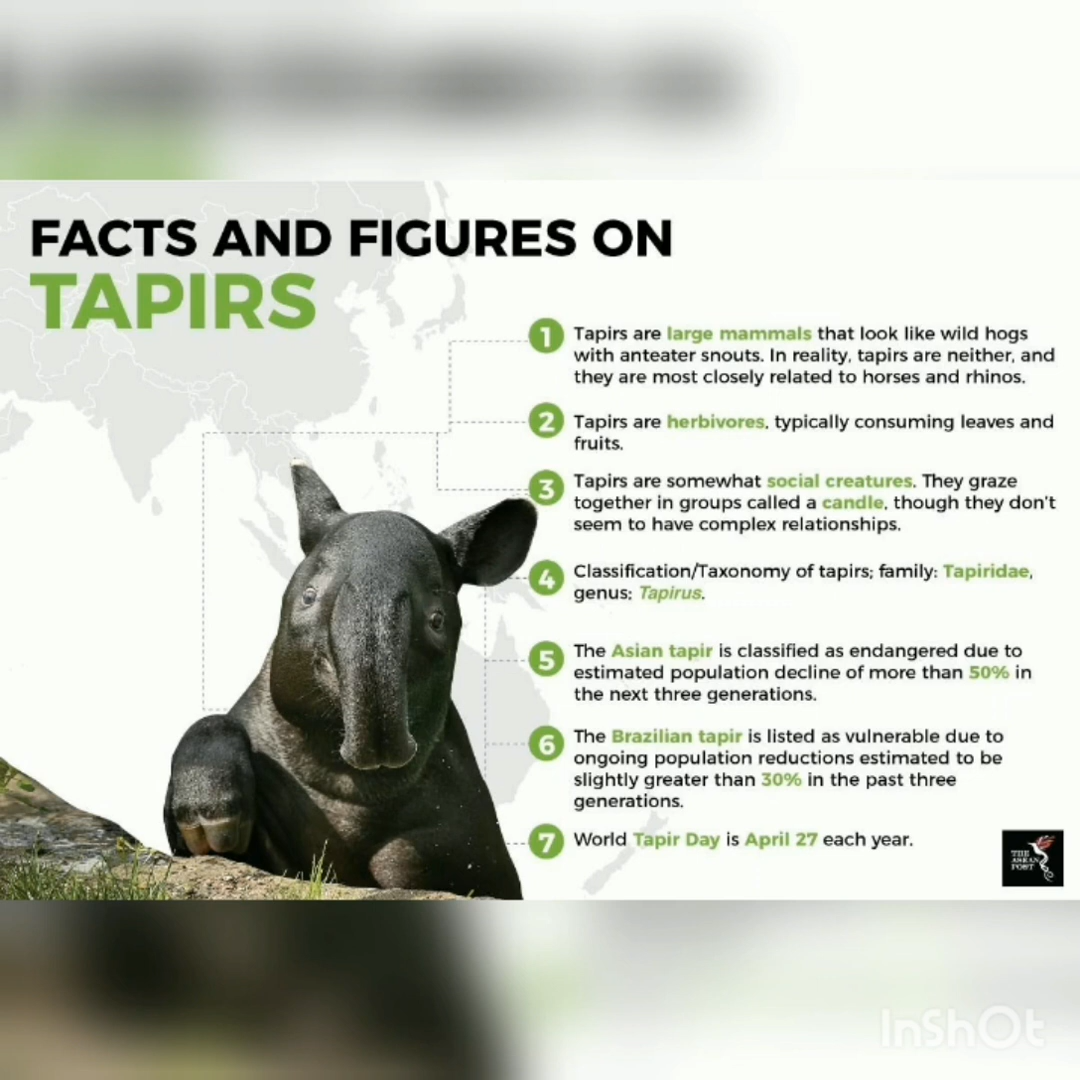 FACTS AND FIGURES ON
TAPIRS
1 Tapirs are large mammals that look like wild hogs
with anteater snouts. In reality, tapirs are neither, and
they are most closely related to horses and rhinos.
2 Tapirs are herbivores, typically consuming leaves and
fruits.
3 Tapirs are somewhat social creatures. They graze
together in groups called a candle, though they don't
seem to have complex relationships.
4 Classification/Taxonomy of tapirs; family: Tapiridae,
genus; Tapirus.
5 The Asian tapir is classified as endangered due to
estimated population decline of more than 50% in
the next three generations.
6 The Brazilian tapir is listed as vulnerable due to
ongoing population reductions estimated to be
slightly greater than 30% in the past three
generations.
7 World Tapir Day is April 27 each year.
THE
ASEAN
POST
InShOt